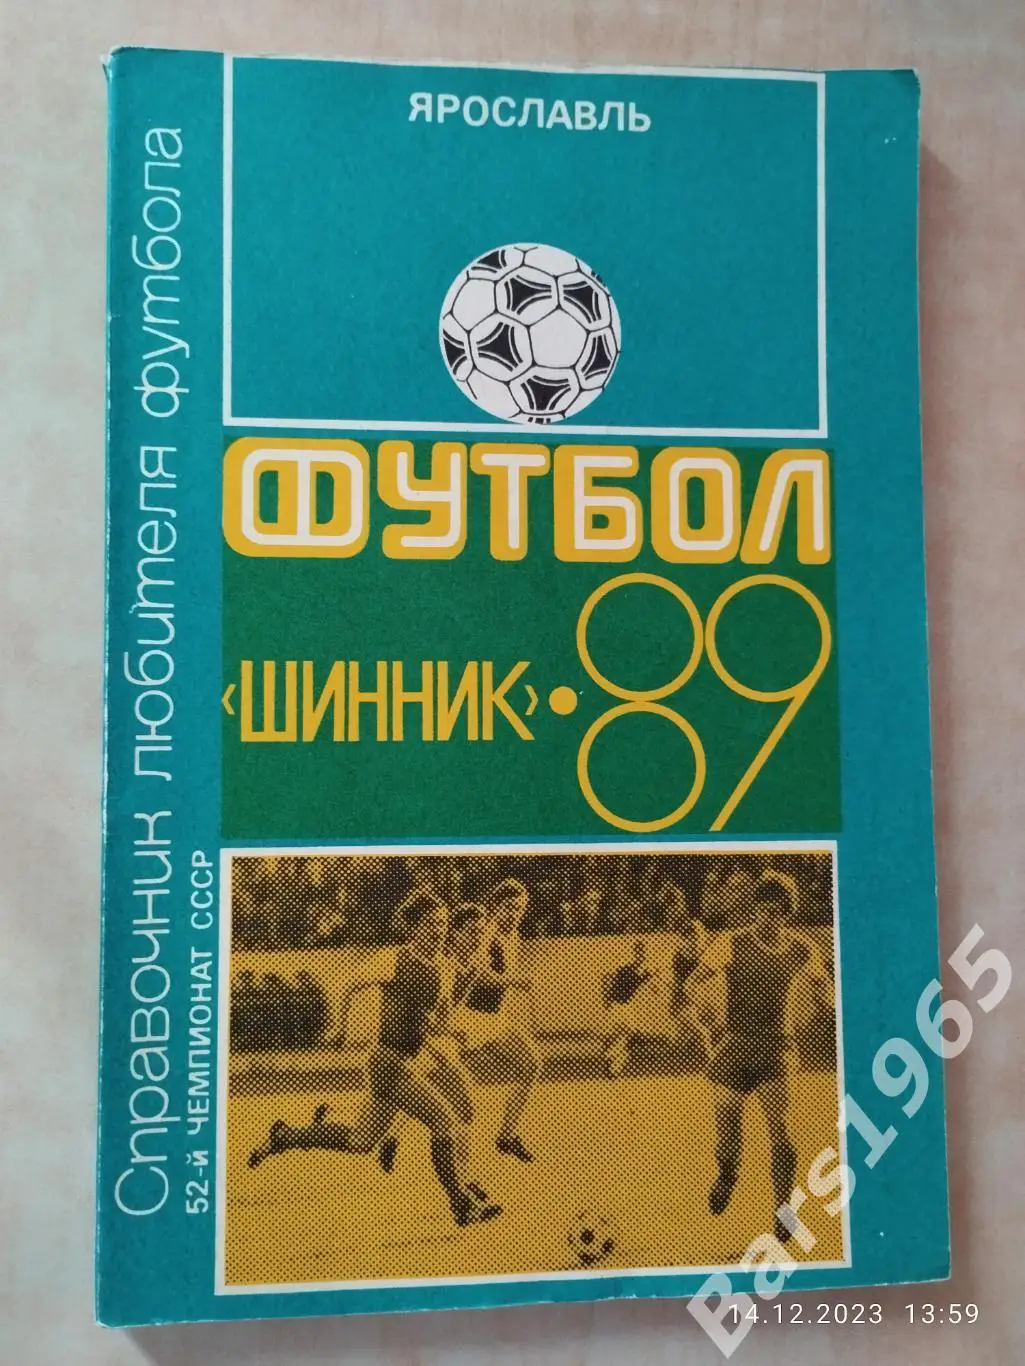 ЯРОСЛАВЛЬ
ФУТБОЛ
‹ШИННИК›·89
Справочник любителя футбола
52-й ЧЕМПИОНАТ СССР
Bars1965
14.12.2023 13:59